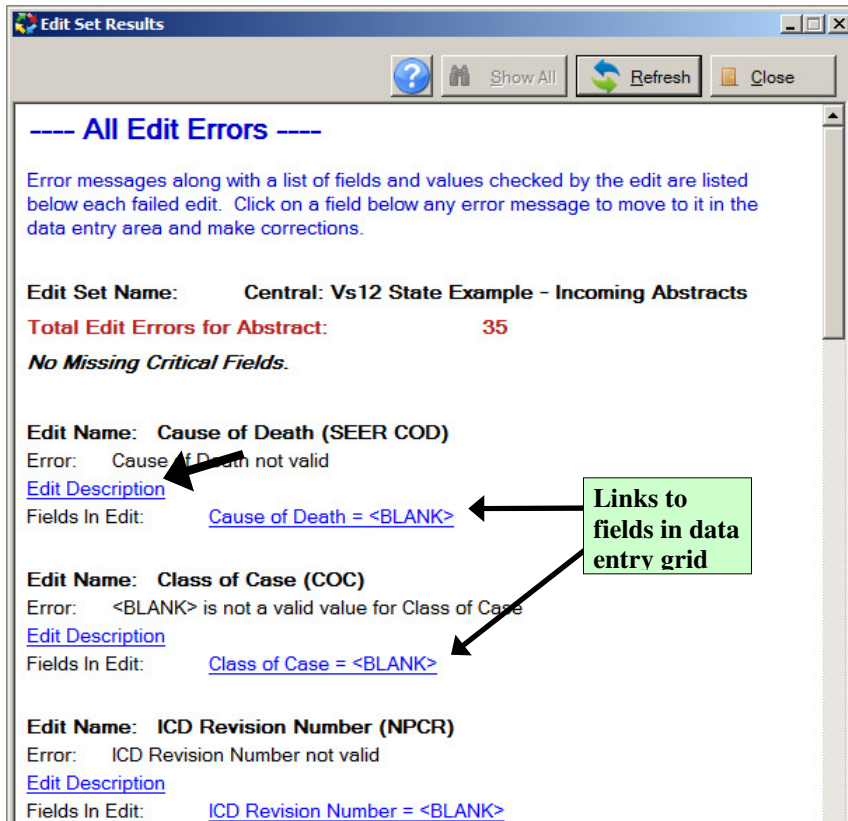 Edit Set Results
Show All Refresh Close
---- All Edit Errors ----
Error messages along with a list of fields and values checked by the edit are listed
below each failed edit. Click on a field below any error message to move to it in the
data entry area and make corrections.
Edit Set Name: Central: Vs12 State Example - Incoming Abstracts
Total Edit Errors for Abstract: 35
No Missing Critical Fields.
Edit Name: Cause of Death (SEER COD)
Error: Cause of Death not valid
Edit Description
Fields In Edit: Cause of Death = <BLANK>
Links to
fields in data
entry grid
Edit Name: Class of Case (COC)
Error: <BLANK> is not a valid value for Class of Case
Edit Description
Fields In Edit: Class of Case = <BLANK>
Edit Name: ICD Revision Number (NPCR)
Error: ICD Revision Number not valid
Edit Description
Fields In Edit: ICD Revision Number = <BLANK>